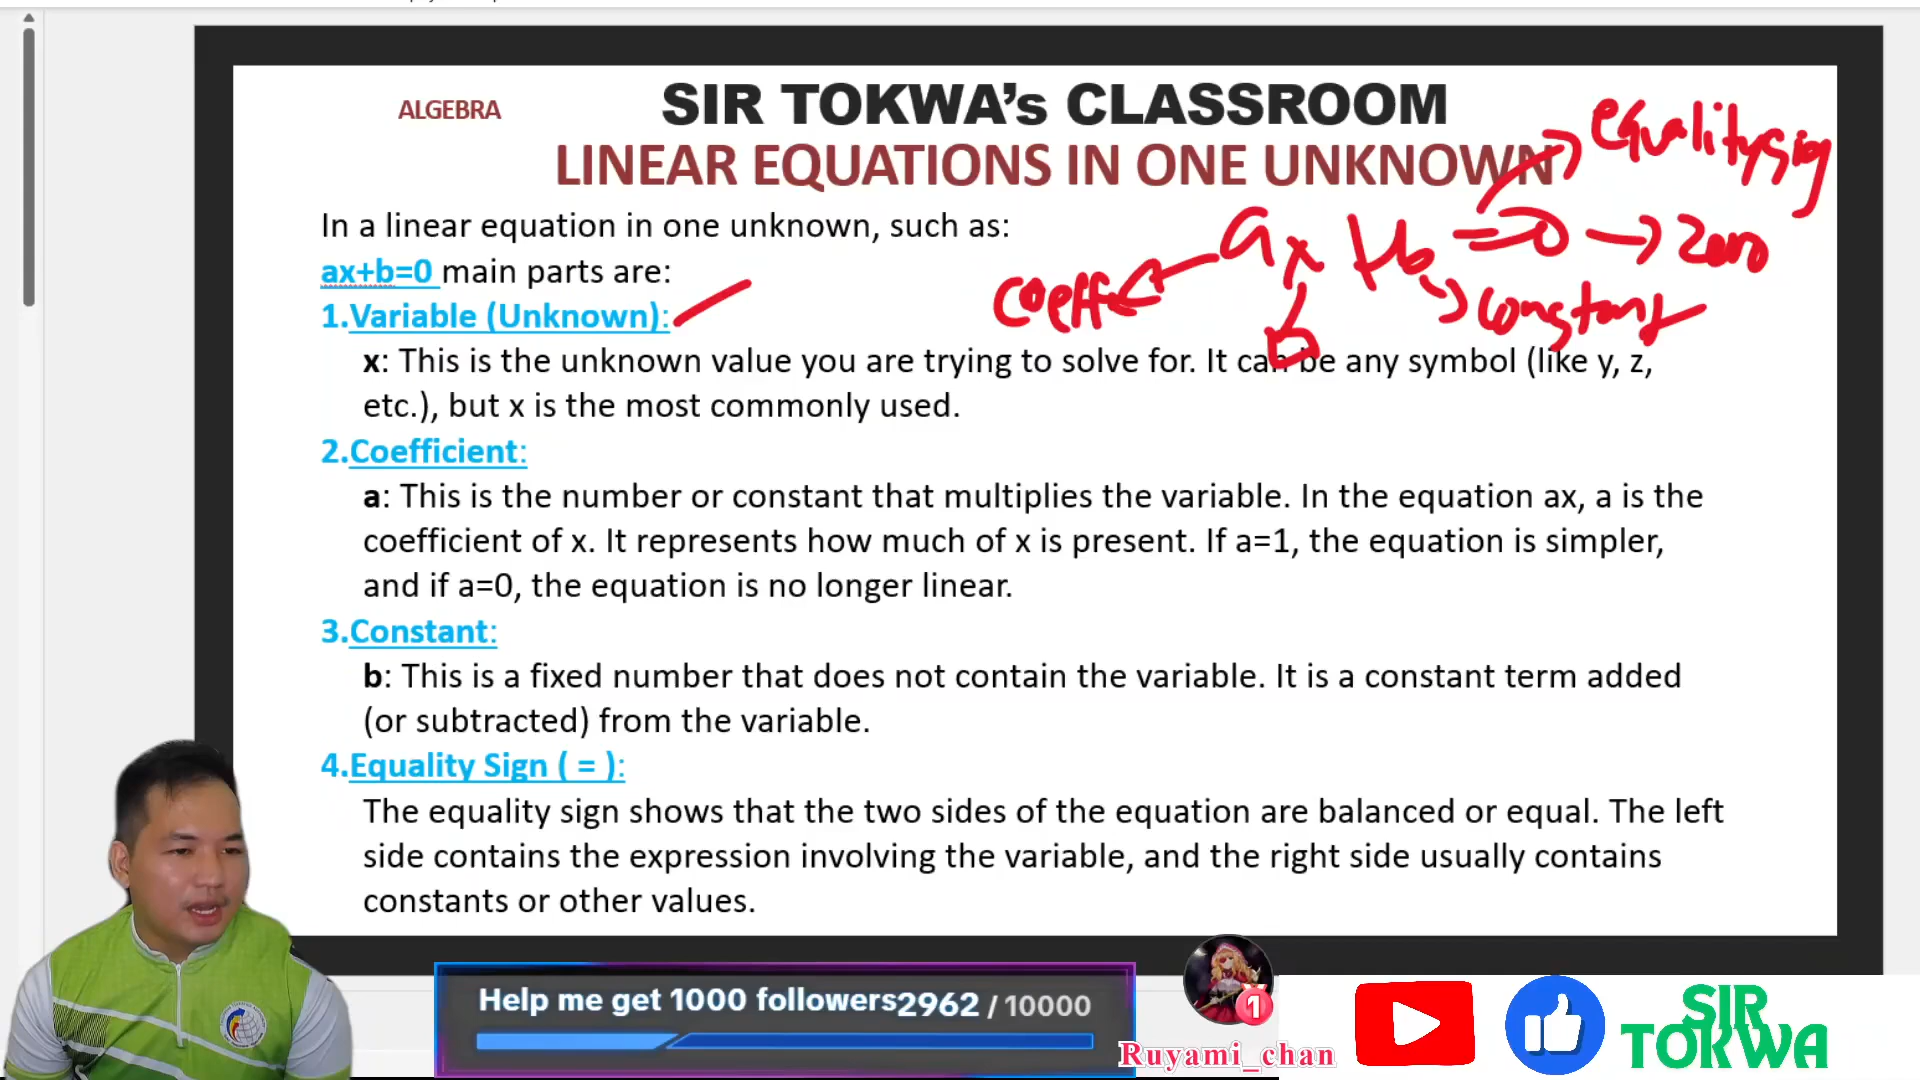 ALGEBRA
SIR TOKWA's CLASSROOM
LINEAR EQUATIONS IN ONE UNKNOWN
equality sig
In a linear equation in one unknown, such as:
ax + b = 0 → zero
ax+b=0 main parts are:
coeff
constant
1.Variable (Unknown):
x: This is the unknown value you are trying to solve for. It can be any symbol (like y, z,
etc.), but x is the most commonly used.
2.Coefficient:
a: This is the number or constant that multiplies the variable. In the equation ax, a is the
coefficient of x. It represents how much of x is present. If a=1, the equation is simpler,
and if a=0, the equation is no longer linear.
3.Constant:
b: This is a fixed number that does not contain the variable. It is a constant term added
(or subtracted) from the variable.
4.Equality Sign ( = ):
The equality sign shows that the two sides of the equation are balanced or equal. The left
side contains the expression involving the variable, and the right side usually contains
constants or other values.
Help me get 1000 followers2962 / 10000
1
Ruyami_chan
SIR
TOKWA